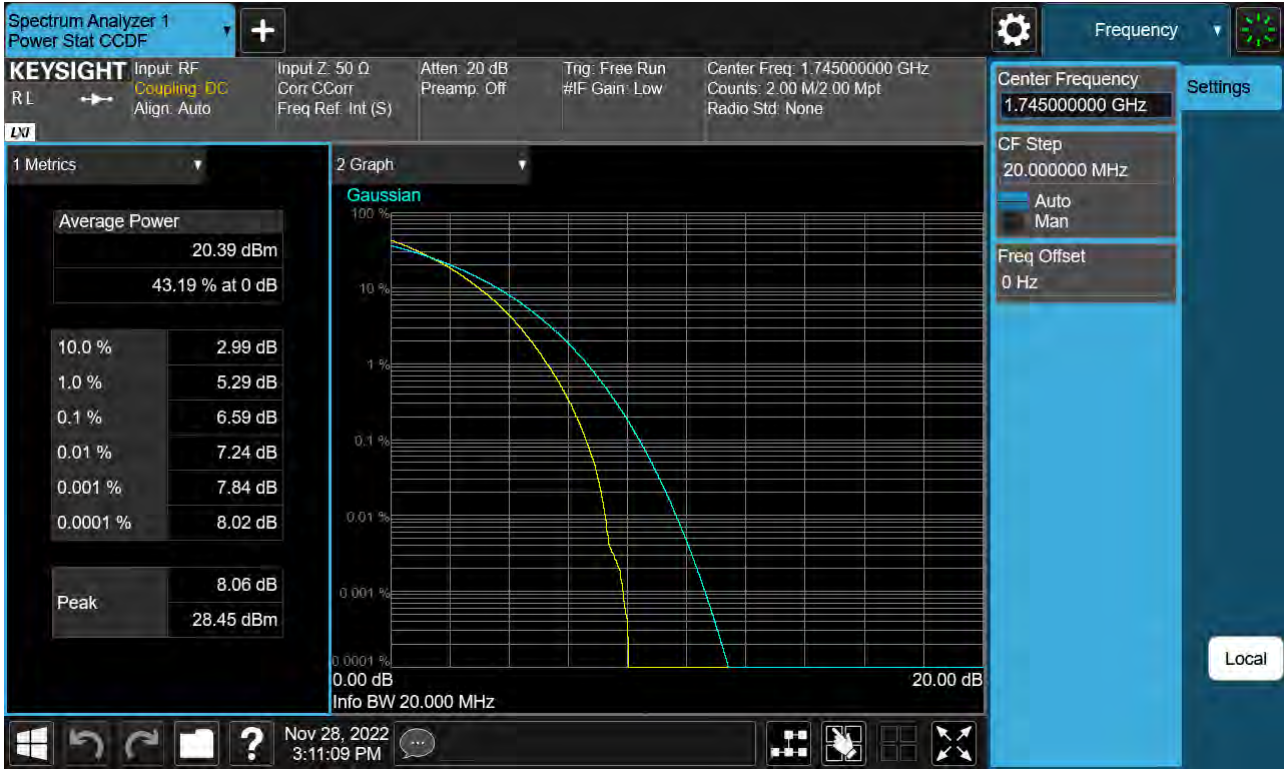 Spectrum Analyzer 1
Power Stat CCDF
+
Frequency
KEYSIGHT
RL
LXI
Input: RF
Coupling: DC
Align: Auto
Input Z: 50 Ω
Corr CCorr
Freq Ref: Int (S)
Atten: 20 dB
Preamp: Off
Trig: Free Run
#IF Gain: Low
Center Freq: 1.745000000 GHz
Counts: 2.00 M/2.00 Mpt
Radio Std: None
Center Frequency
1.745000000 GHz
Settings
CF Step
20.000000 MHz
Auto
Man
Freq Offset
0 Hz
1 Metrics
Average Power
20.39 dBm
43.19 % at 0 dB
10.0 % 2.99 dB
1.0 % 5.29 dB
0.1 % 6.59 dB
0.01 % 7.24 dB
0.001 % 7.84 dB
0.0001 % 8.02 dB
Peak
8.06 dB
28.45 dBm
2 Graph
Gaussian
100 %
10 %
1 %
0.1 %
0.01 %
0.001 %
0.0001 %
0.00 dB 20.00 dB
Info BW 20.000 MHz
Local
?
Nov 28, 2022
3:11:09 PM